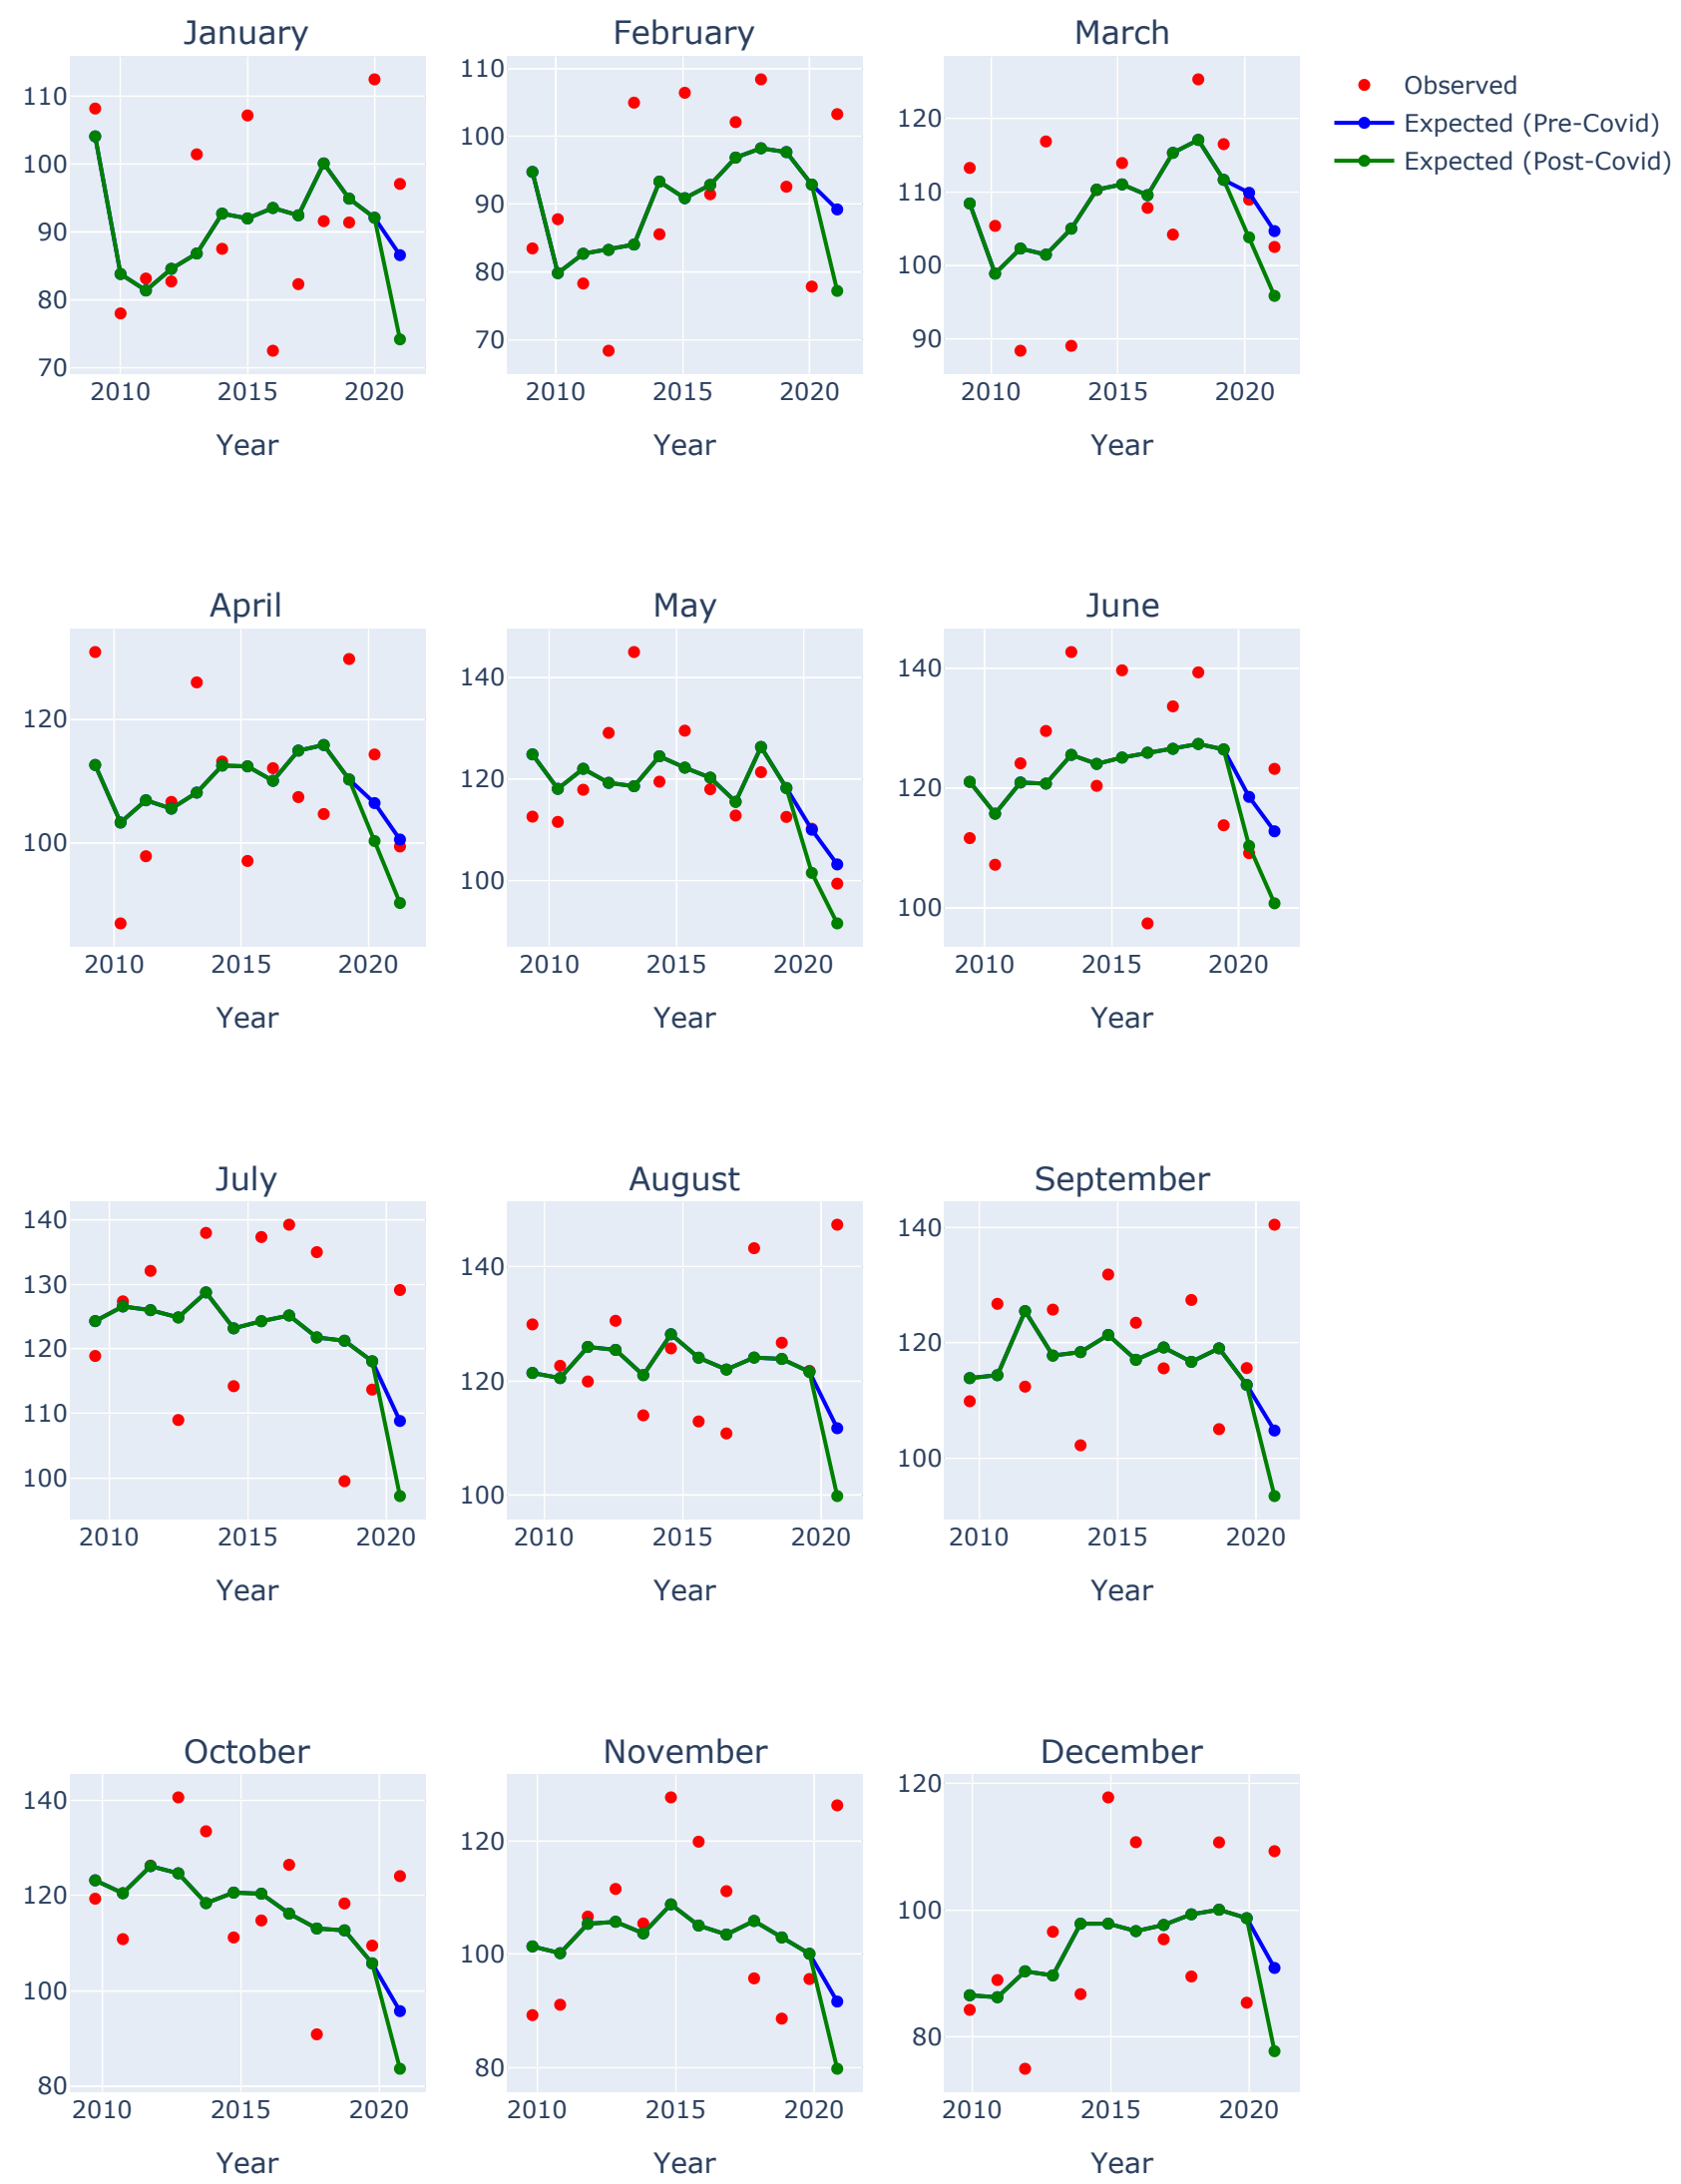 January
February
March
110
100
90
80
70
2010 2015 2020
Year
110
100
90
80
70
2010 2015 2020
Year
120
110
100
90
2010 2015 2020
Year
Observed
Expected (Pre-Covid)
Expected (Post-Covid)
April
May
June
120
100
2010 2015 2020
Year
140
120
100
2010 2015 2020
Year
140
120
100
2010 2015 2020
Year
July
August
September
140
130
120
110
100
2010 2015 2020
Year
140
120
100
2010 2015 2020
Year
140
120
100
2010 2015 2020
Year
October
November
December
140
120
100
80
2010 2015 2020
Year
120
100
80
2010 2015 2020
Year
120
100
80
2010 2015 2020
Year